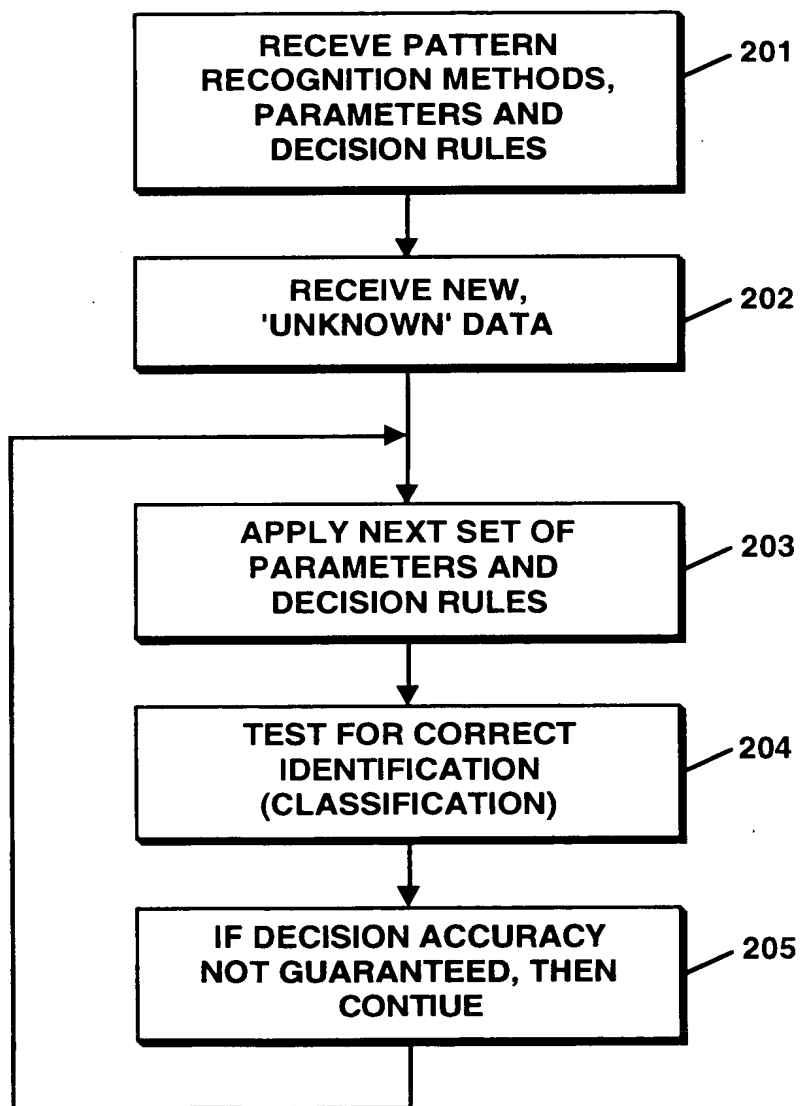 RECEVE PATTERN
RECOGNITION METHODS,
PARAMETERS AND
DECISION RULES
201
RECEIVE NEW,
'UNKNOWN' DATA
202
APPLY NEXT SET OF
PARAMETERS AND
DECISION RULES
203
TEST FOR CORRECT
IDENTIFICATION
(CLASSIFICATION)
204
IF DECISION ACCURACY
NOT GUARANTEED, THEN
CONTIUE
205